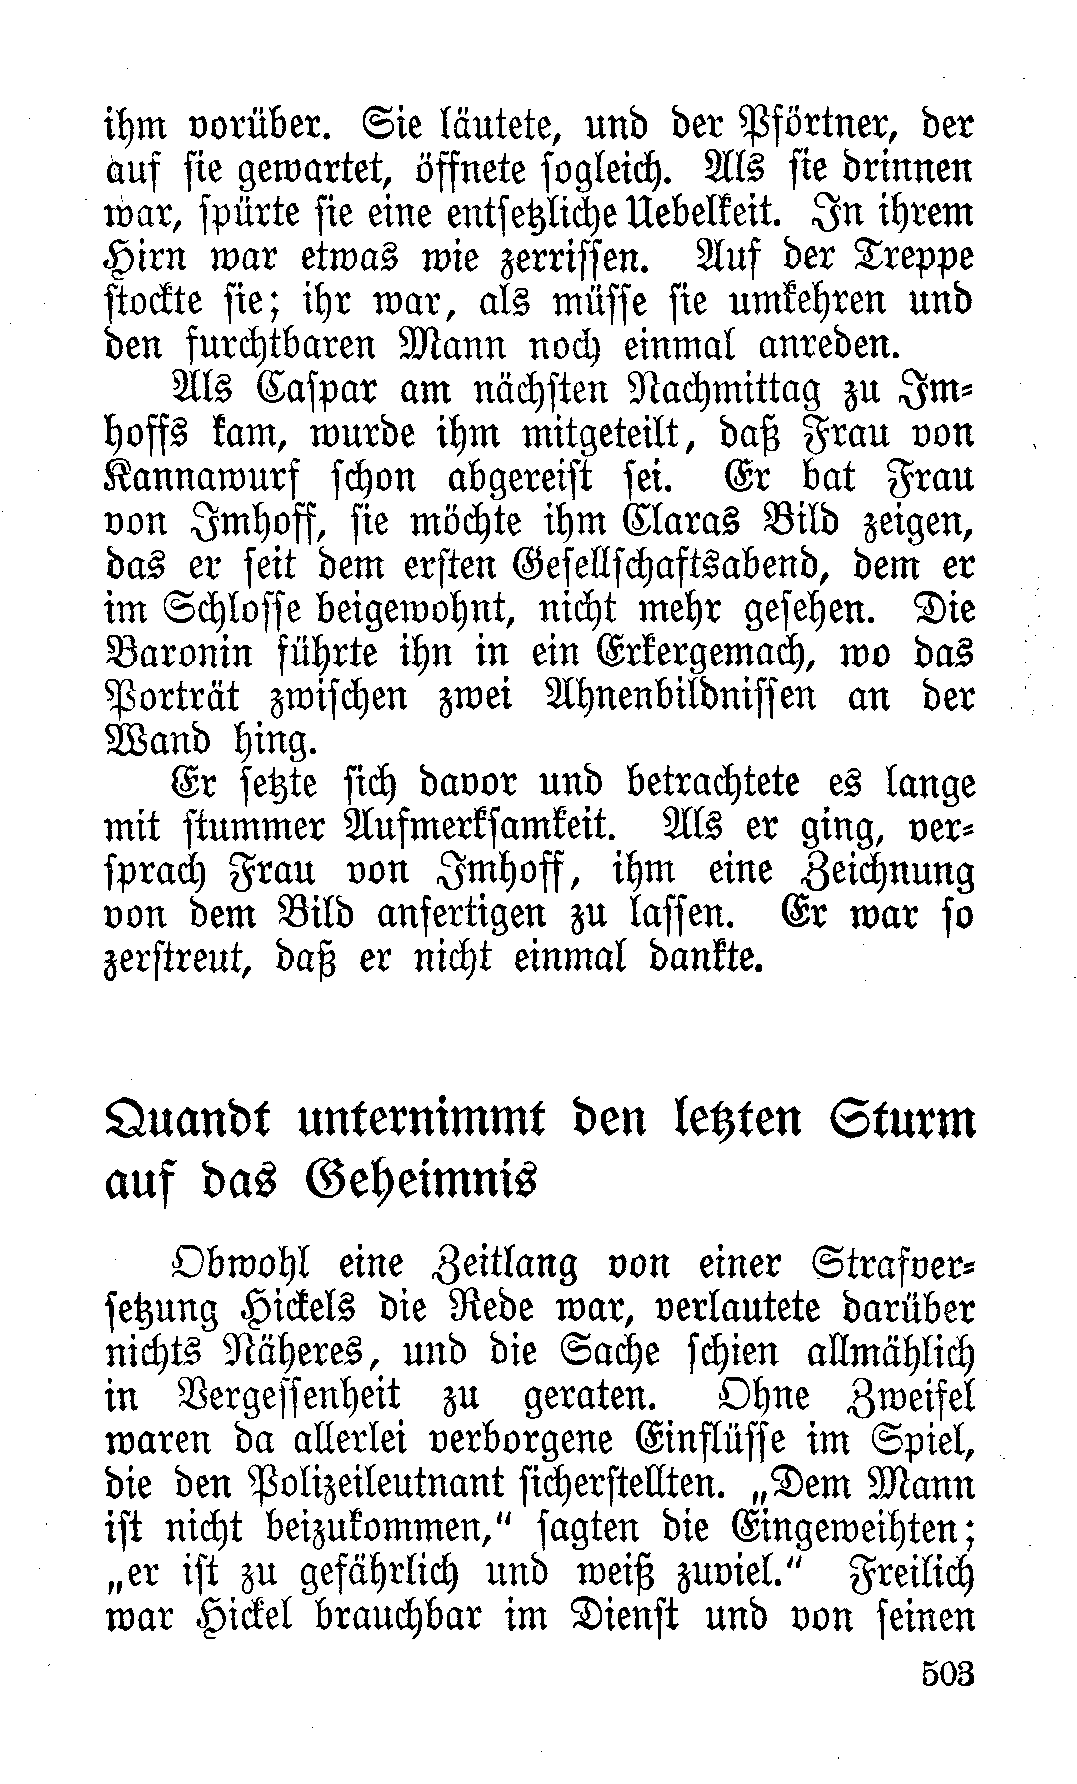 ihm vorüber. Sie läutete, und der Pförtner, der
auf sie gewartet, öffnete sogleich. Als sie drinnen
war, spürte sie eine entsetzliche Uebelkeit. In ihrem
Hirn war etwas wie zerrissen. Auf der Treppe
stockte sie; ihr war, als müsse sie umkehren und
den furchtbaren Mann noch einmal anreden.
Als Caspar am nächsten Nachmittag zu Im-
hoffs kam, wurde ihm mitgeteilt, daß Frau von
Kannawurf schon abgereist sei. Er bat Frau
von Imhoff, sie möchte ihm Claras Bild zeigen,
das er seit dem ersten Gesellschaftsabend, dem er
im Schlosse beigewohnt, nicht mehr gesehen. Die
Baronin führte ihn in ein Erkergemach, wo das
Porträt zwischen zwei Ahnenbildnissen an der
Wand hing.
Er setzte sich davor und betrachtete es lange
mit stummer Aufmerksamkeit. Als er ging, ver-
sprach Frau von Imhoff, ihm eine Zeichnung
von dem Bild anfertigen zu lassen. Er war so
zerstreut, daß er nicht einmal dankte.
Quandt unternimmt den letzten Sturm
auf das Geheimnis
Obwohl eine Zeitlang von einer Strafver-
setzung Hickels die Rede war, verlautete darüber
nichts Näheres, und die Sache schien allmählich
in Vergessenheit zu geraten. Ohne Zweifel
waren da allerlei verborgene Einflüsse im Spiel,
die den Polizeileutnant sicherstellten. „Dem Mann
ist nicht beizukommen,“ sagten die Eingeweihten;
„er ist zu gefährlich und weiß zuviel.“ Freilich
war Hickel brauchbar im Dienst und von seinen
503